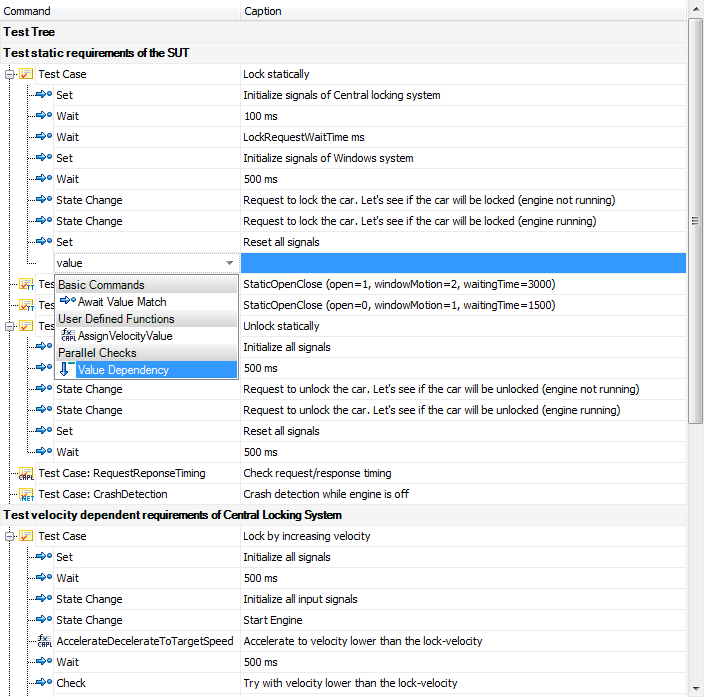 Command Caption
Test Tree
Test static requirements of the SUT
Test Case Lock statically
Set Initialize signals of Central locking system
Wait 100 ms
Wait LockRequestWaitTime ms
Set Initialize signals of Windows system
Wait 500 ms
State Change Request to lock the car. Let's see if the car will be locked (engine not running)
State Change Request to lock the car. Let's see if the car will be locked (engine running)
Set Reset all signals
value
TT Tes StaticOpenClose (open=1, windowMotion=2, waitingTime=3000)
TT Tes StaticOpenClose (open=0, windowMotion=1, waitingTime=1500)
Tes Unlock statically
Initialize all signals
500 ms
Basic Commands
Await Value Match
User Defined Functions
fx CAPL AssignVelocityValue
Parallel Checks
Value Dependency
State Change Request to unlock the car. Let's see if the car will be unlocked (engine not running)
State Change Request to unlock the car. Let's see if the car will be unlocked (engine running)
Set Reset all signals
Wait 500 ms
CAPL Test Case: RequestReponseTiming Check request/response timing
.NET Test Case: CrashDetection Crash detection while engine is off
Test velocity dependent requirements of Central Locking System
Test Case Lock by increasing velocity
Set Initialize all signals
Wait 500 ms
State Change Initialize all input signals
State Change Start Engine
fx CAPL AccelerateDecelerateToTargetSpeed Accelerate to velocity lower than the lock-velocity
Wait 500 ms
Check Try with velocity lower than the lock-velocity